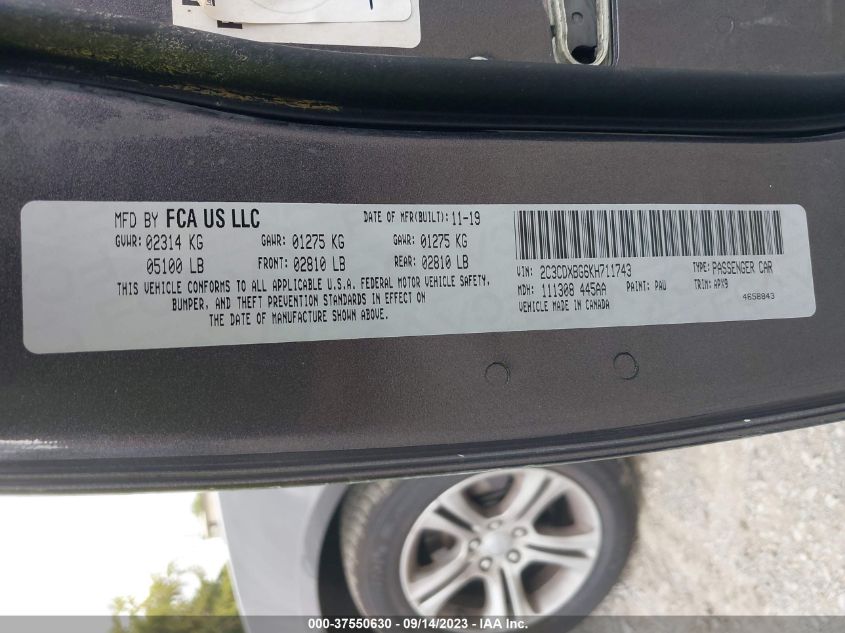 MFD BY FCA US LLC DATE OF MFR(BUILT): 11-19
GVWR: 02314 KG GAWR: 01275 KG GAWR: 01275 KG
05100 LB FRONT: 02810 LB REAR: 02810 LB
THIS VEHICLE CONFORMS TO ALL APPLICABLE U.S.A. FEDERAL MOTOR VEHICLE SAFETY,
BUMPER, AND THEFT PREVENTION STANDARDS IN EFFECT ON
THE DATE OF MANUFACTURE SHOWN ABOVE.
VIN: 2C3CDXBG6KH711743 TYPE: PASSENGER CAR
MDH: 111308 445AA PAINT: PAU TRIM: APX9
VEHICLE MADE IN CANADA 4658843
000-37550630 - 09/14/2023 - IAA Inc.